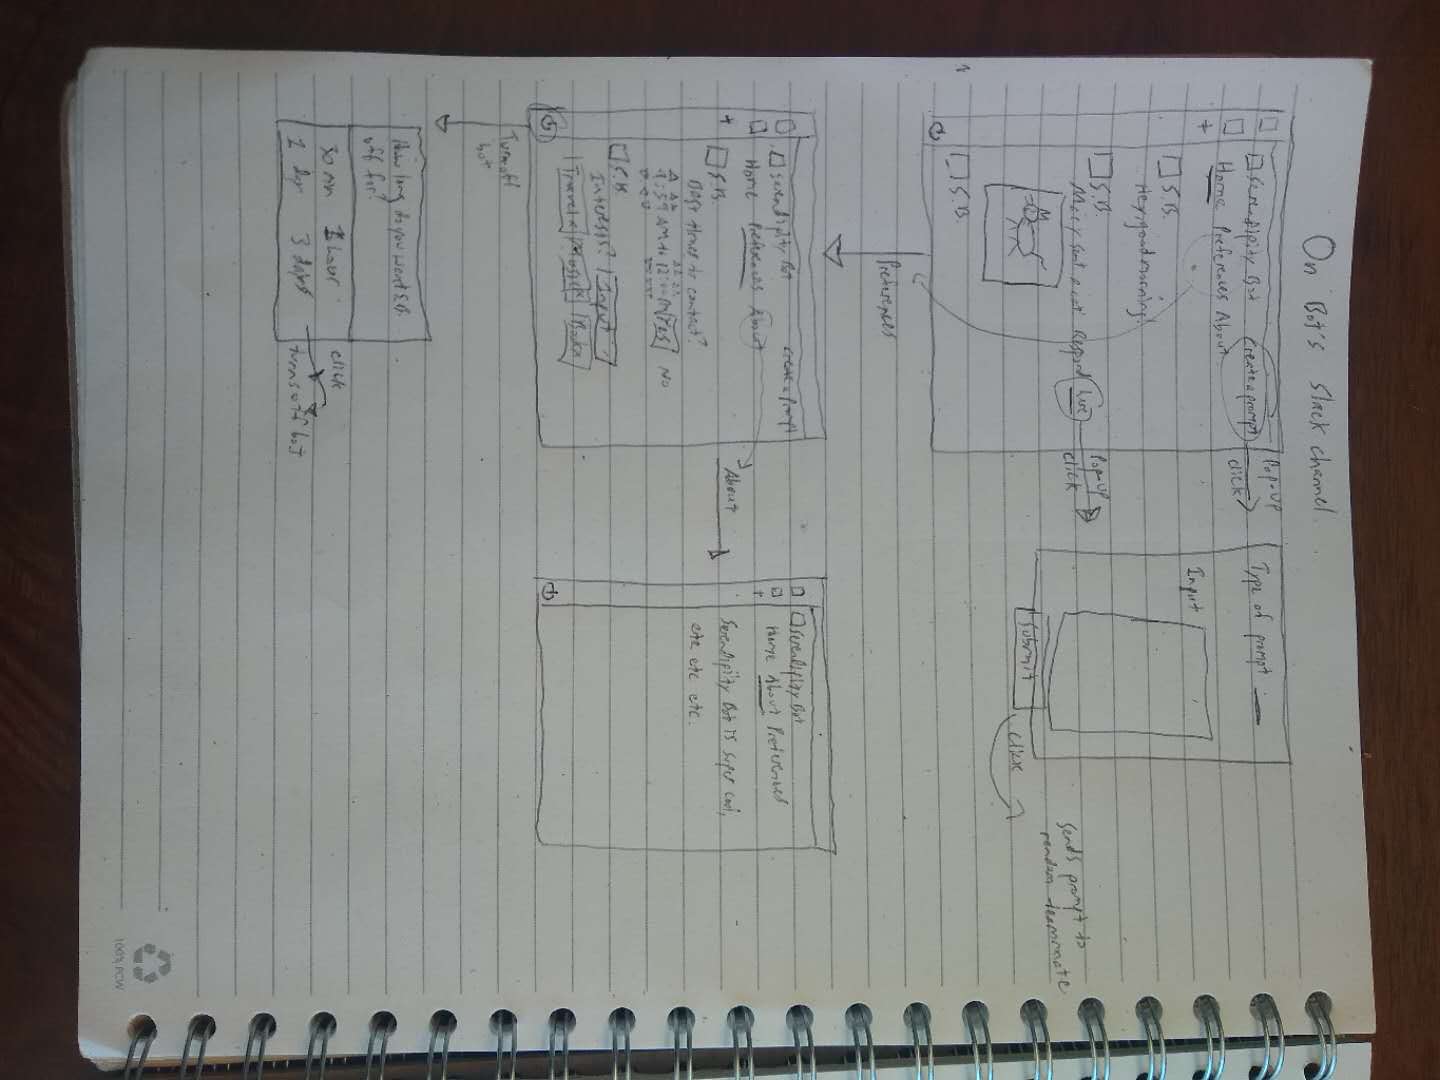 On Bot's Slack channel
Serendipity Bot create a prompt
Home Preferences About
+
S.B.
Hey, good morning!
S.B.
sent a cat Respond here
S.B.
Pop-up
click
Pop-up
click
Type of prompt
Input
Submit
click
Sends prompt to
random teammate
Preferences
Serendipity Bot create a prompt
Home Preferences About
+
S.B.
Best times to contact?
9:59 AM to 12:00 Yes No
S.B.
Interests? Input
Travel x Music x Book x
About
Serendipity Bot
Home About Preferences
+
Serendipity Bot is super cool,
etc etc etc.
Turn off
bot
How long do you want S.B.
off for?
30 min 1 hour
1 day 3 days
click
turns off bot
100% PCW